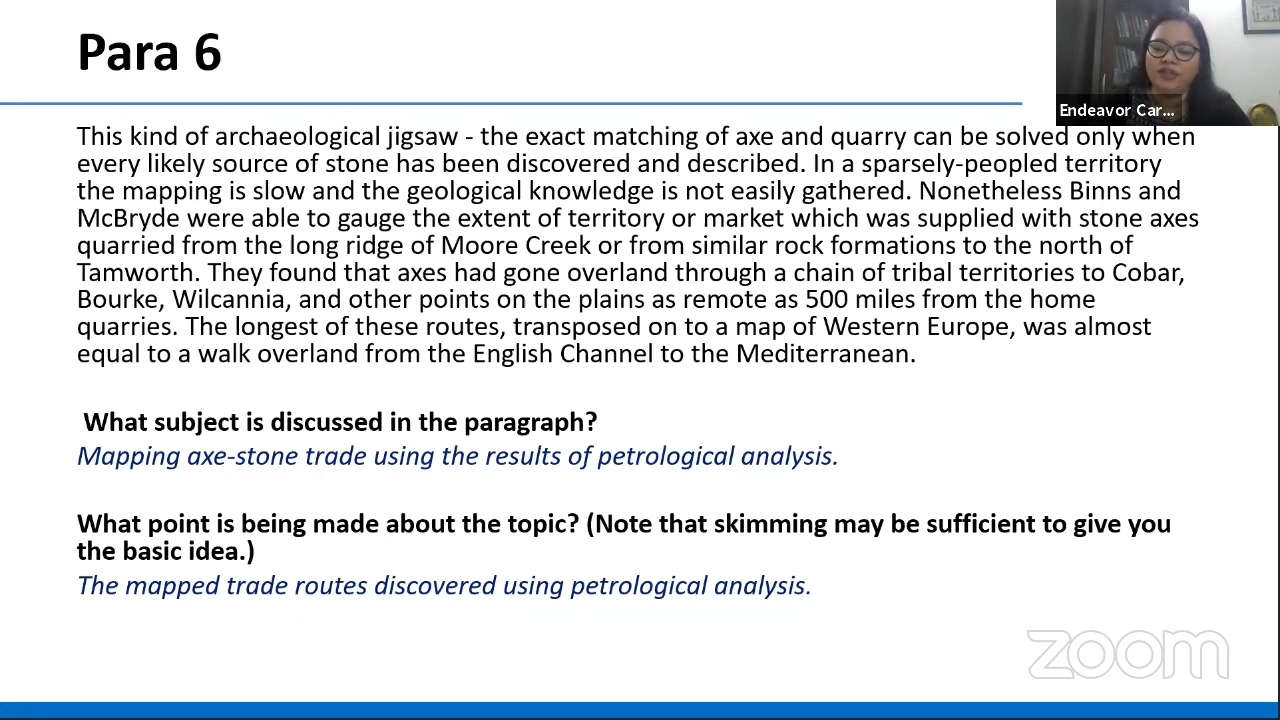 Para 6
Endeavor Car...
This kind of archaeological jigsaw - the exact matching of axe and quarry can be solved only when
every likely source of stone has been discovered and described. In a sparsely-peopled territory
the mapping is slow and the geological knowledge is not easily gathered. Nonetheless Binns and
McBryde were able to gauge the extent of territory or market which was supplied with stone axes
quarried from the long ridge of Moore Creek or from similar rock formations to the north of
Tamworth. They found that axes had gone overland through a chain of tribal territories to Cobar,
Bourke, Wilcannia, and other points on the plains as remote as 500 miles from the home
quarries. The longest of these routes, transposed on to a map of Western Europe, was almost
equal to a walk overland from the English Channel to the Mediterranean.
What subject is discussed in the paragraph?
Mapping axe-stone trade using the results of petrological analysis.
What point is being made about the topic? (Note that skimming may be sufficient to give you
the basic idea.)
The mapped trade routes discovered using petrological analysis.
zoom